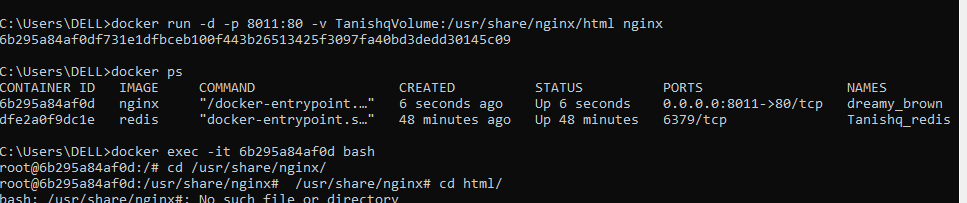 C:\Users\DELL>docker run -d -p 8011:80 -v TanishqVolume:/usr/share/nginx/html nginx
6b295a84af0df731e1dfbceb100f443b26513425f3097fa40bd3dedd30145c09
C:\Users\DELL>docker ps
CONTAINER ID   IMAGE     COMMAND                  CREATED          STATUS          PORTS                  NAMES
6b295a84af0d   nginx     "/docker-entrypoint.…"   6 seconds ago    Up 6 seconds    0.0.0.0:8011->80/tcp   dreamy_brown
dfe2a0f9dc1e   redis     "docker-entrypoint.s…"   48 minutes ago   Up 48 minutes   6379/tcp               Tanishq_redis
C:\Users\DELL>docker exec -it 6b295a84af0d bash
root@6b295a84af0d:/# cd /usr/share/nginx/
root@6b295a84af0d:/usr/share/nginx#  /usr/share/nginx# cd html/
bash: /usr/share/nginx#: No such file or directory